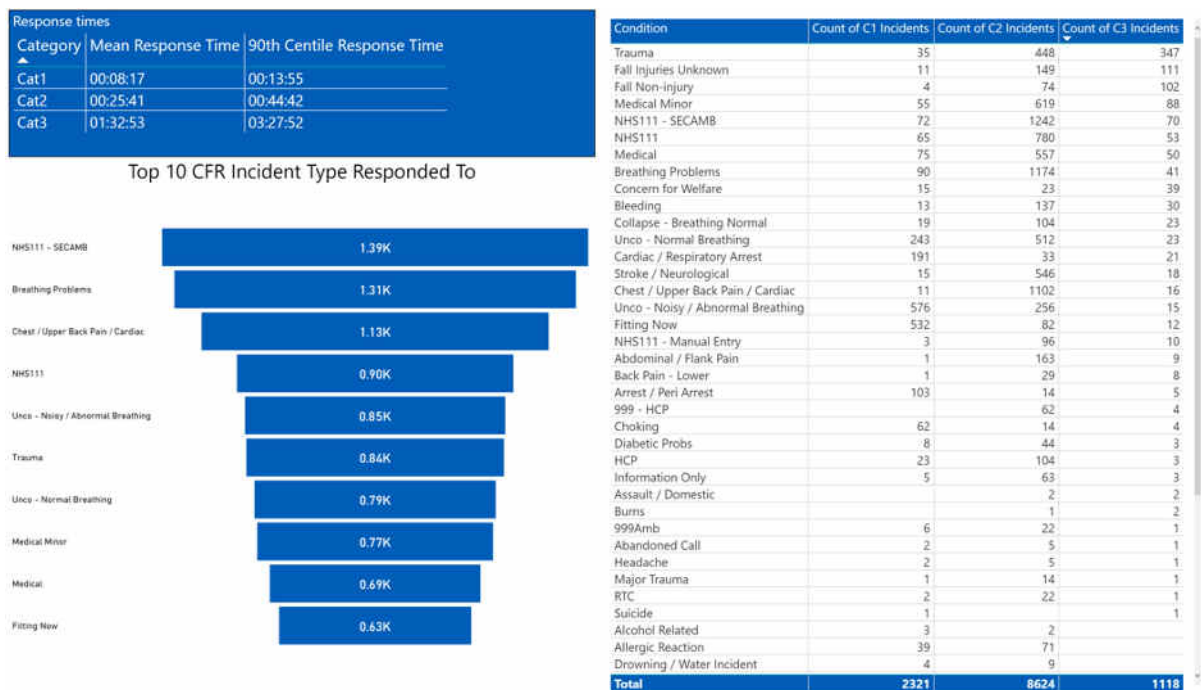 Response times
Category Mean Response Time 90th Centile Response Time
Cat1 00:08:17 00:13:55
Cat2 00:25:41 00:44:42
Cat3 01:32:53 03:27:52
Top 10 CFR Incident Type Responded To
NHS111 - SECAMB 1.39K
Breathing Problems 1.31K
Chest / Upper Back Pain / Cardiac 1.13K
NHS111 0.90K
Unco - Noisy / Abnormal Breathing 0.85K
Trauma 0.84K
Unco - Normal Breathing 0.79K
Medical Minor 0.77K
Medical 0.69K
Fitting Now 0.63K
Condition Count of C1 Incidents Count of C2 Incidents Count of C3 Incidents
Trauma 35 448 347
Fall Injuries Unknown 11 149 111
Fall Non-injury 4 74 102
Medical Minor 55 619 88
NHS111 - SECAMB 72 1242 70
NHS111 65 780 53
Medical 75 557 50
Breathing Problems 90 1174 41
Concern for Welfare 15 23 39
Bleeding 13 137 30
Collapse - Breathing Normal 19 104 23
Unco - Normal Breathing 243 512 23
Cardiac / Respiratory Arrest 191 33 21
Stroke / Neurological 15 546 18
Chest / Upper Back Pain / Cardiac 11 1102 16
Unco - Noisy / Abnormal Breathing 576 256 15
Fitting Now 532 82 12
NHS111 - Manual Entry 3 96 10
Abdominal / Flank Pain 1 163 9
Back Pain - Lower 1 29 8
Arrest / Peri Arrest 103 14 5
999 - HCP 62 4
Choking 62 14 4
Diabetic Probs 8 44 3
HCP 23 104 3
Information Only 5 63 3
Assault / Domestic 2 2
Burns 1 2
999Amb 6 22 1
Abandoned Call 2 5 1
Headache 2 5 1
Major Trauma 1 14 1
RTC 2 22 1
Suicide 1 1
Alcohol Related 3 2
Allergic Reaction 39 71
Drowning / Water Incident 4 9
Total 2321 8624 1118